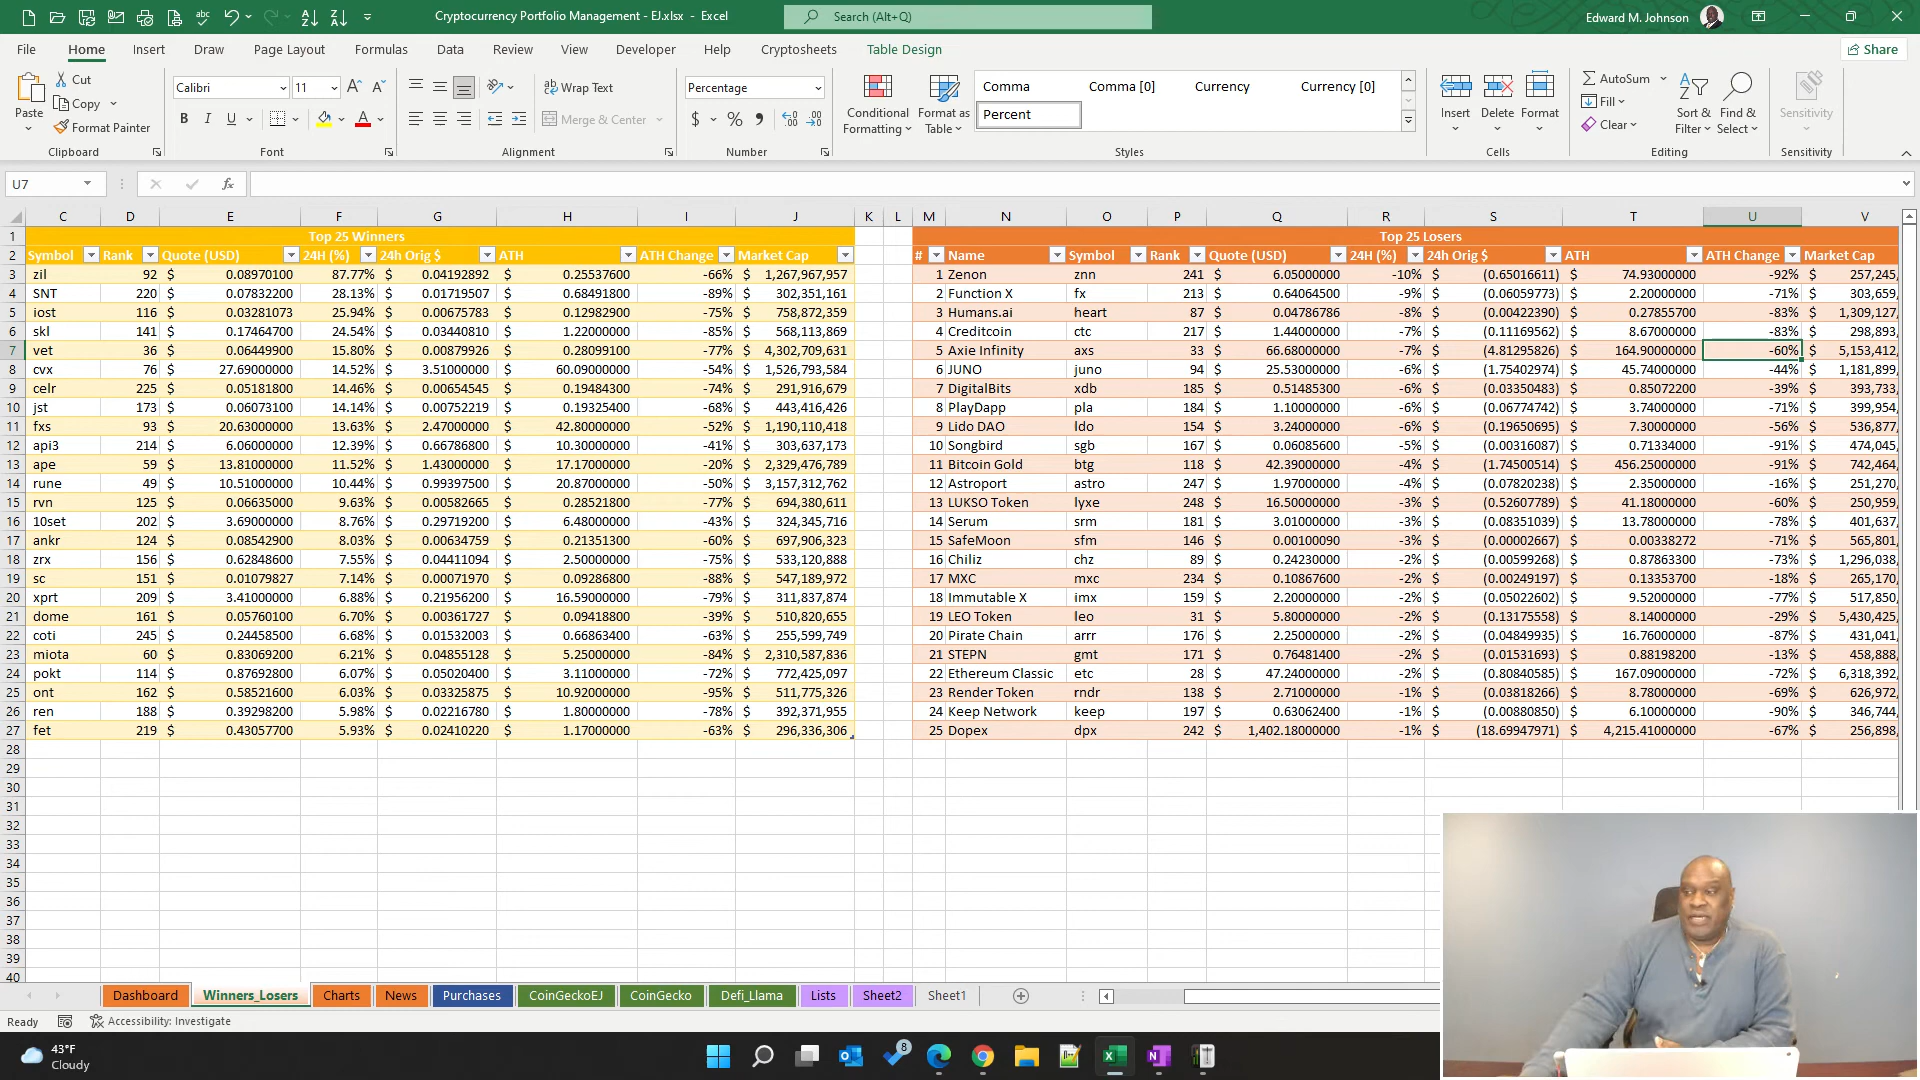 Cryptocurrency Portfolio Management - EJ.xlsx - Excel
Search (Alt+Q)
Edward M. Johnson
File Home Insert Draw Page Layout Formulas Data Review View Developer Help Cryptosheets Table Design Share
Paste Cut Copy Format Painter Clipboard
Calibri 11 B I U Font
Wrap Text Merge & Center Alignment
Percentage $ % Number
Conditional Formatting Format as Table
Comma Comma [0] Currency Currency [0]
Percent
Styles
Insert Delete Format Cells
AutoSum Fill Clear Sort & Filter Find & Select Editing
Sensitivity Sensitivity
U7 fx
C D E F G H I J K L M N O P Q R S T U V
1 Top 25 Winners Top 25 Losers
2 Symbol Rank Quote (USD) 24H (%) 24h Orig $ ATH ATH Change Market Cap # Name Symbol Rank Quote (USD) 24H (%) 24h Orig $ ATH ATH Change Market Cap
3 zil 92 $ 0.08970100 87.77% $ 0.04192892 $ 0.25537600 -66% $ 1,267,967,957 1 Zenon znn 241 $ 6.05000000 -10% $ (0.65016611) $ 74.93000000 -92% $ 257,245,
4 SNT 220 $ 0.07832200 28.13% $ 0.01719507 $ 0.68491800 -89% $ 302,351,161 2 Function X fx 213 $ 0.64064500 -9% $ (0.06059773) $ 2.20000000 -71% $ 303,659,
5 iost 116 $ 0.03281073 25.94% $ 0.00675783 $ 0.12982900 -75% $ 758,872,359 3 Humans.ai heart 87 $ 0.04786786 -8% $ (0.00422390) $ 0.27855700 -83% $ 1,309,127,
6 skl 141 $ 0.17464700 24.54% $ 0.03440810 $ 1.22000000 -85% $ 568,113,869 4 Creditcoin ctc 217 $ 1.44000000 -7% $ (0.11169562) $ 8.67000000 -83% $ 298,893,
7 vet 36 $ 0.06449900 15.80% $ 0.00879926 $ 0.28099100 -77% $ 4,302,709,631 5 Axie Infinity axs 33 $ 66.68000000 -7% $ (4.81295826) $ 164.90000000 -60% $ 5,153,412,
8 cvx 76 $ 27.69000000 14.52% $ 3.51000000 $ 60.09000000 -54% $ 1,526,793,584 6 JUNO juno 94 $ 25.53000000 -6% $ (1.75402974) $ 45.74000000 -44% $ 1,181,899,
9 celr 225 $ 0.05181800 14.46% $ 0.00654545 $ 0.19484300 -74% $ 291,916,679 7 DigitalBits xdb 185 $ 0.51485300 -6% $ (0.03350483) $ 0.85072200 -39% $ 393,733,
10 jst 173 $ 0.06073100 14.14% $ 0.00752219 $ 0.19325400 -68% $ 443,416,426 8 PlayDapp pla 184 $ 1.10000000 -6% $ (0.06774742) $ 3.74000000 -71% $ 399,954,
11 fxs 93 $ 20.63000000 13.63% $ 2.47000000 $ 42.80000000 -52% $ 1,190,110,418 9 Lido DAO ldo 154 $ 3.24000000 -6% $ (0.19650695) $ 7.30000000 -56% $ 536,877,
12 api3 214 $ 6.06000000 12.39% $ 0.66786800 $ 10.30000000 -41% $ 303,637,173 10 Songbird sgb 167 $ 0.06085600 -5% $ (0.00316087) $ 0.71334000 -91% $ 474,045,
13 ape 59 $ 13.81000000 11.52% $ 1.43000000 $ 17.17000000 -20% $ 2,329,476,789 11 Bitcoin Gold btg 118 $ 42.39000000 -4% $ (1.74500514) $ 456.25000000 -91% $ 742,464,
14 rune 49 $ 10.51000000 10.44% $ 0.99397500 $ 20.87000000 -50% $ 3,157,312,762 12 Astroport astro 247 $ 1.97000000 -4% $ (0.07820238) $ 2.35000000 -16% $ 251,270,
15 rvn 125 $ 0.06635000 9.63% $ 0.00582665 $ 0.28521800 -77% $ 694,380,611 13 LUKSO Token lyxe 248 $ 16.50000000 -3% $ (0.52607789) $ 41.18000000 -60% $ 250,959,
16 10set 202 $ 3.69000000 8.76% $ 0.29719200 $ 6.48000000 -43% $ 324,345,716 14 Serum srm 181 $ 3.01000000 -3% $ (0.08351039) $ 13.78000000 -78% $ 401,637,
17 ankr 124 $ 0.08542900 8.03% $ 0.00634759 $ 0.21351300 -60% $ 697,906,323 15 SafeMoon sfm 146 $ 0.00100090 -3% $ (0.00002667) $ 0.00338272 -71% $ 565,801,
18 zrx 156 $ 0.62848600 7.55% $ 0.04411094 $ 2.50000000 -75% $ 533,120,888 16 Chiliz chz 89 $ 0.24230000 -2% $ (0.00599268) $ 0.87863300 -73% $ 1,296,038,
19 sc 151 $ 0.01079827 7.14% $ 0.00071970 $ 0.09286800 -88% $ 547,189,972 17 MXC mxc 234 $ 0.10867600 -2% $ (0.00249197) $ 0.13353700 -18% $ 265,170,
20 xprt 209 $ 3.41000000 6.88% $ 0.21956200 $ 16.59000000 -79% $ 311,837,874 18 Immutable X imx 159 $ 2.20000000 -2% $ (0.05022602) $ 9.52000000 -77% $ 517,850,
21 dome 161 $ 0.05760100 6.70% $ 0.00361727 $ 0.09418800 -39% $ 510,820,655 19 LEO Token leo 31 $ 5.80000000 -2% $ (0.13175558) $ 8.14000000 -29% $ 5,430,425,
22 coti 245 $ 0.24458500 6.68% $ 0.01532003 $ 0.66863400 -63% $ 255,599,749 20 Pirate Chain arrr 176 $ 2.25000000 -2% $ (0.04849935) $ 16.76000000 -87% $ 431,041,
23 miota 60 $ 0.83069200 6.21% $ 0.04855128 $ 5.25000000 -84% $ 2,310,587,836 21 STEPN gmt 171 $ 0.76481400 -2% $ (0.01531693) $ 0.88198200 -13% $ 458,888,
24 pokt 114 $ 0.87692800 6.07% $ 0.05020400 $ 3.11000000 -72% $ 772,425,097 22 Ethereum Classic etc 28 $ 47.24000000 -2% $ (0.80840585) $ 167.09000000 -72% $ 6,318,392,
25 ont 162 $ 0.58521600 6.03% $ 0.03325875 $ 10.92000000 -95% $ 511,775,326 23 Render Token rndr 138 $ 2.71000000 -1% $ (0.03818266) $ 8.78000000 -69% $ 626,972,
26 ren 188 $ 0.39298200 5.98% $ 0.02216780 $ 1.80000000 -78% $ 392,371,955 24 Keep Network keep 197 $ 0.63062400 -1% $ (0.00880850) $ 6.10000000 -90% $ 346,744,
27 fet 219 $ 0.43057700 5.93% $ 0.02410220 $ 1.17000000 -63% $ 296,336,306 25 Dopex dpx 242 $ 1,402.18000000 -1% $ (18.69947971) $ 4,215.41000000 -67% $ 256,898,
28
29
30
31
32
33
34
35
36
37
38
39
40
Dashboard Winners_Losers Charts News Purchases CoinGeckoEJ CoinGecko Defi_Llama Lists Sheet2 Sheet1
Ready Accessibility: Investigate
43°F
Cloudy
8